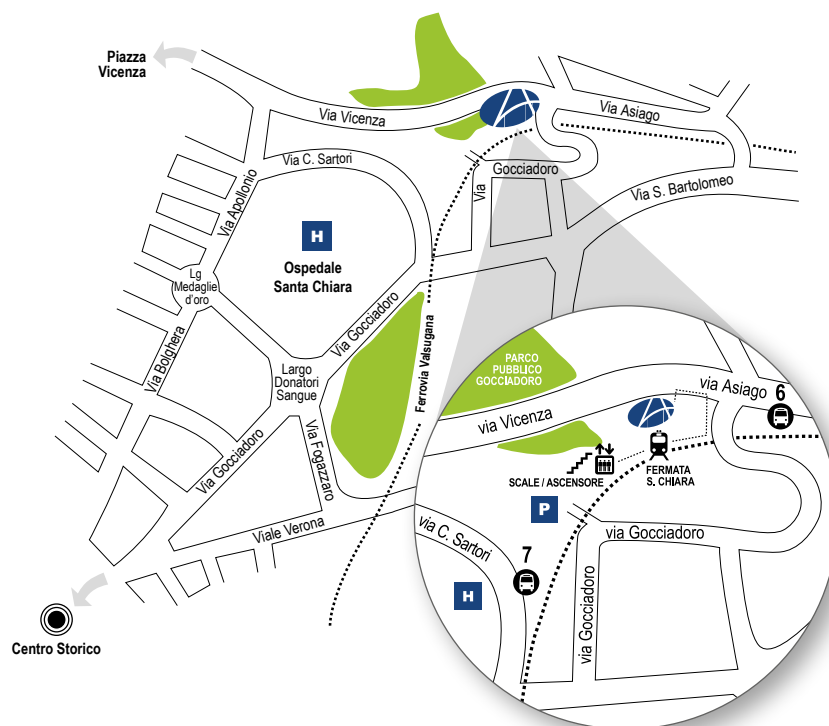 Piazza
Vicenza
Via Vicenza
Via Asiago
Via C. Sartori
Via
Gocciadoro
Via S. Bartolomeo
Via Apollonio
H
Ospedale
Santa Chiara
Lg
Medaglie
d'oro
Via Gocciadoro
Ferrovia Valsugana
Via Bolghera
Largo
Donatori
Sangue
Via Gocciadoro
Via Fogazzaro
Viale Verona
Centro Storico
PARCO
PUBBLICO
GOCCIADORO
via Asiago
6
via Vicenza
SCALE / ASCENSORE
FERMATA
S. CHIARA
P
via C. Sartori
via Gocciadoro
7
H
via Gocciadoro